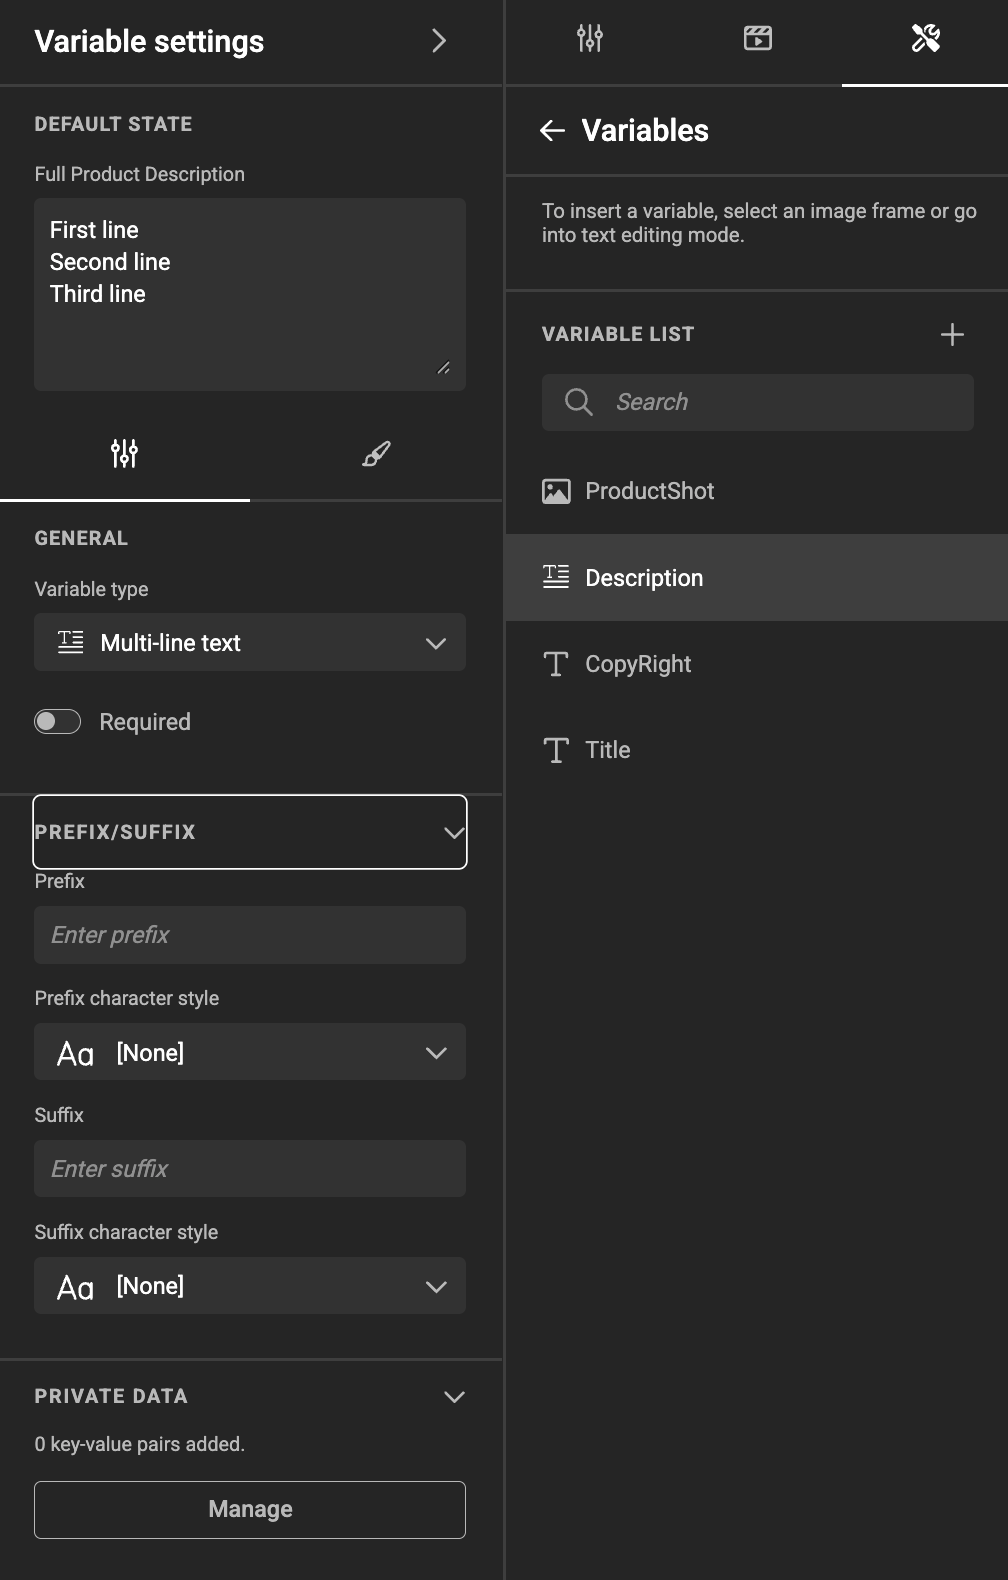 Variable settings
DEFAULT STATE
Full Product Description
First line
Second line
Third line
GENERAL
Variable type
Multi-line text
Required
PREFIX/SUFFIX
Prefix
Enter prefix
Prefix character style
Aa [None]
Suffix
Enter suffix
Suffix character style
Aa [None]
PRIVATE DATA
0 key-value pairs added.
Manage
Variables
To insert a variable, select an image frame or go
into text editing mode.
VARIABLE LIST
Search
ProductShot
Description
CopyRight
Title